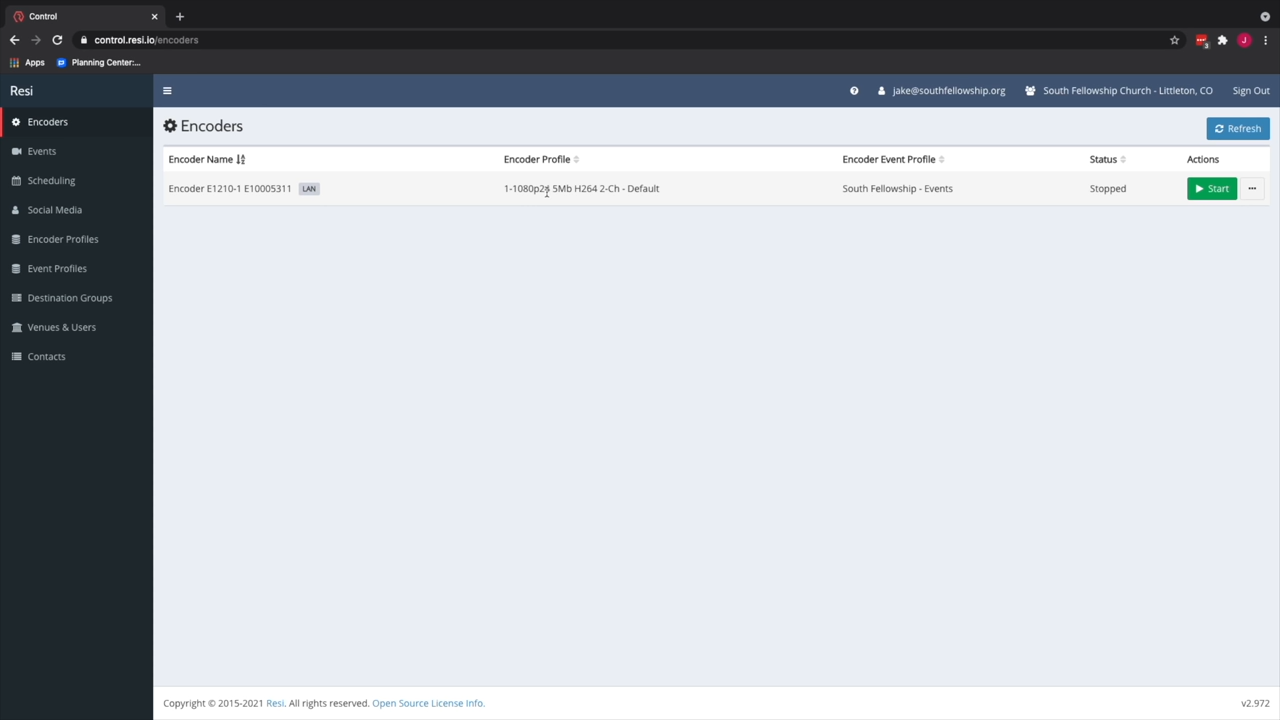 Control
control.resi.io/encoders
3
J
Apps
Planning Center:...
Resi
jake@southfellowship.org
South Fellowship Church - Littleton, CO
Sign Out
Encoders
Events
Scheduling
Social Media
Encoder Profiles
Event Profiles
Destination Groups
Venues & Users
Contacts
Encoders
Refresh
Encoder Name
Encoder Profile
Encoder Event Profile
Status
Actions
Encoder E1210-1 E10005311
LAN
1-1080p24 5Mb H264 2-Ch - Default
South Fellowship - Events
Stopped
Start
Copyright © 2015-2021 Resi. All rights reserved. Open Source License Info.
v2.972